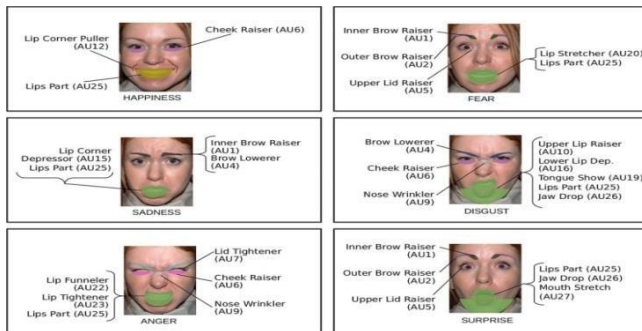 Lip Corner Puller
(AU12)
Cheek Raiser (AU6)
Lips Part (AU25)
HAPPINESS
Inner Brow Raiser
(AU1)
Outer Brow Raiser
(AU2)
Upper Lid Raiser
(AU5)
Lip Stretcher (AU20)
Lips Part (AU25)
FEAR
Lip Corner
Depressor (AU15)
Lips Part (AU25)
Inner Brow Raiser
(AU1)
Brow Lowerer
(AU4)
SADNESS
Brow Lowerer
(AU4)
Cheek Raiser
(AU6)
Nose Wrinkler
(AU9)
Upper Lip Raiser
(AU10)
Lower Lip Dep.
(AU16)
Tongue Show (AU19)
Lips Part (AU25)
Jaw Drop (AU26)
DISGUST
Lip Funneler
(AU22)
Lip Tightener
(AU23)
Lips Part (AU25)
Lid Tightener
(AU7)
Cheek Raiser
(AU6)
Nose Wrinkler
(AU9)
ANGER
Inner Brow Raiser
(AU1)
Outer Brow Raiser
(AU2)
Upper Lid Raiser
(AU5)
Lips Part (AU25)
Jaw Drop (AU26)
Mouth Stretch
(AU27)
SURPRISE